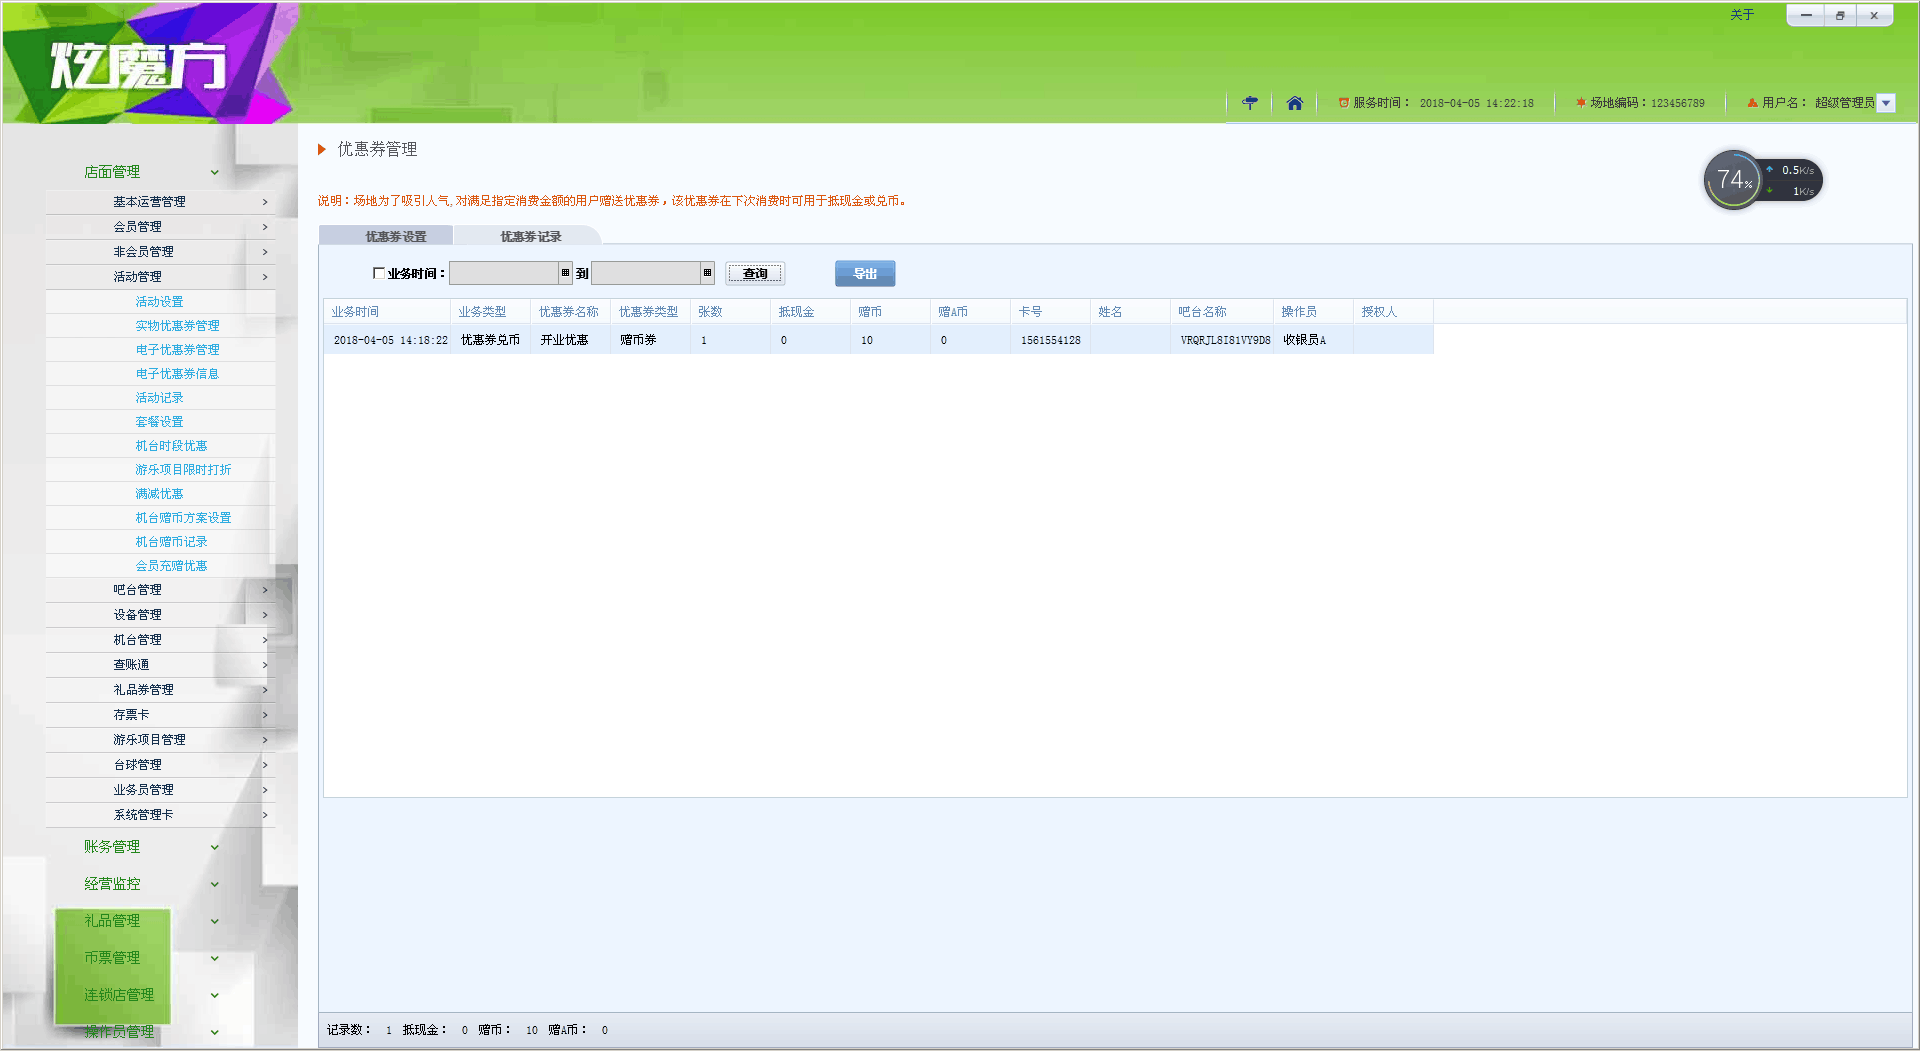 关于
炫魔方
服务时间： 2018-04-05 14:22:18
场地编码：123456789
用户名： 超级管理员
店面管理
基本运营管理
会员管理
非会员管理
活动管理
活动设置
实物优惠券管理
电子优惠券管理
电子优惠券信息
活动记录
套餐设置
机台时段优惠
游乐项目限时打折
满减优惠
机台赠币方案设置
机台赠币记录
会员充赠优惠
吧台管理
设备管理
机台管理
查账通
礼品券管理
存票卡
游乐项目管理
台球管理
业务员管理
系统管理卡
账务管理
经营监控
礼品管理
币票管理
连锁店管理
操作员管理
优惠券管理
74%
0.5K/s
1K/s
说明：场地为了吸引人气,对满足指定消费金额的用户赠送优惠券，该优惠券在下次消费时可用于抵现金或兑币。
优惠券设置 优惠券记录
业务时间： 到 查询 导出
业务时间 业务类型 优惠券名称 优惠券类型 张数 抵现金 赠币 赠A币 卡号 姓名 吧台名称 操作员 授权人
2018-04-05 14:18:22 优惠券兑币 开业优惠 赠币券 1 0 10 0 1561554128 VRQRJL8I81VY9D8 收银员A
记录数： 1 抵现金： 0 赠币： 10 赠A币： 0